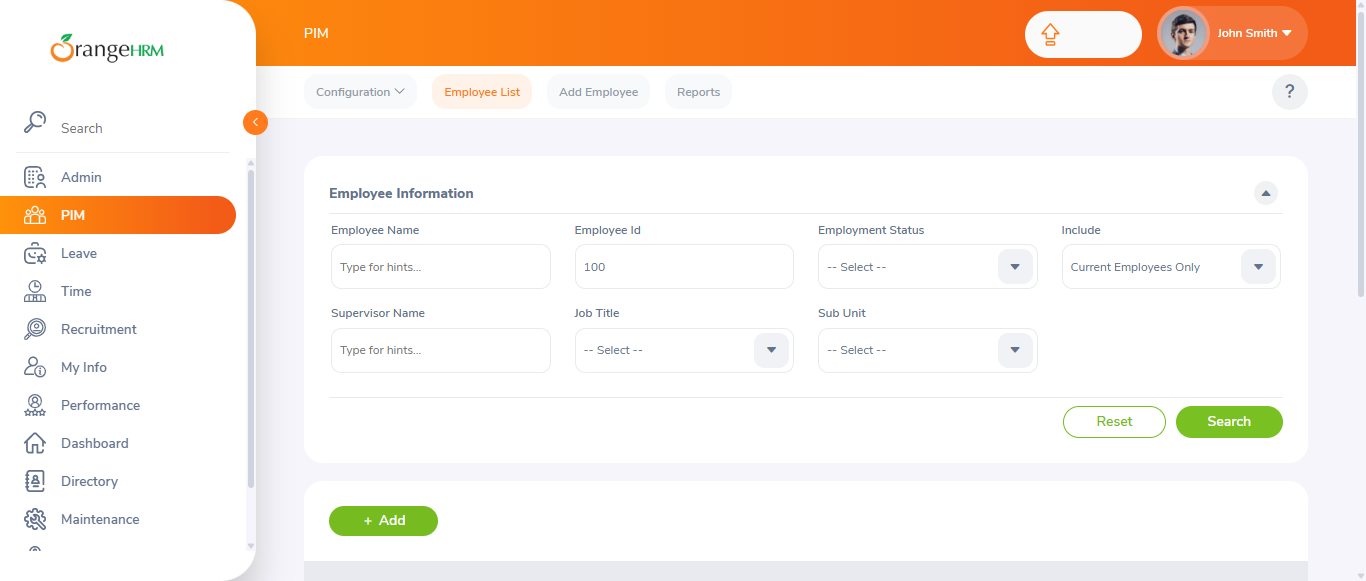 OrangeHRM
PIM
John Smith
Configuration
Employee List
Add Employee
Reports
?
Search
Admin
PIM
Leave
Time
Recruitment
My Info
Performance
Dashboard
Directory
Maintenance
Employee Information
Employee Name
Employee Id
Employment Status
Include
Type for hints...
100
-- Select --
Current Employees Only
Supervisor Name
Job Title
Sub Unit
Type for hints...
-- Select --
-- Select --
Reset
Search
+ Add